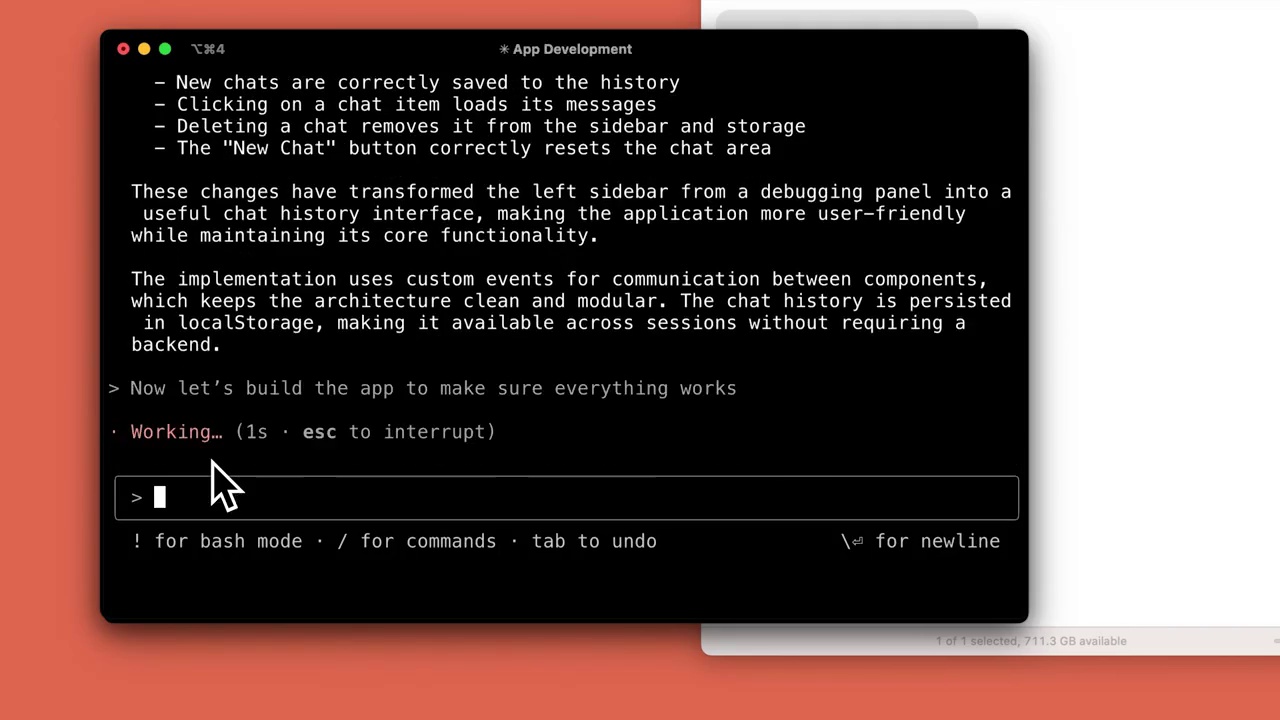 ⌥⌘4
✳ App Development
- New chats are correctly saved to the history
- Clicking on a chat item loads its messages
- Deleting a chat removes it from the sidebar and storage
- The "New Chat" button correctly resets the chat area
These changes have transformed the left sidebar from a debugging panel into a
useful chat history interface, making the application more user-friendly
while maintaining its core functionality.
The implementation uses custom events for communication between components,
which keeps the architecture clean and modular. The chat history is persisted
in localStorage, making it available across sessions without requiring a
backend.
> Now let’s build the app to make sure everything works
· Working… (1s · esc to interrupt)
>
! for bash mode · / for commands · tab to undo
\⏎ for newline
1 of 1 selected, 711.3 GB available